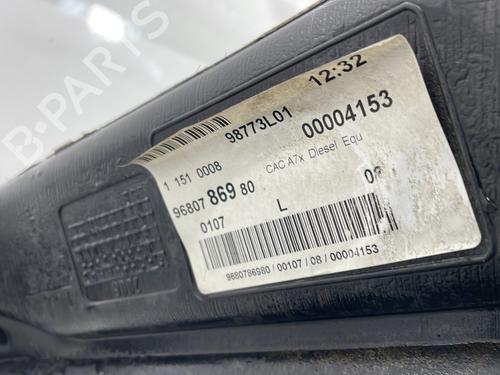 12:32
98773L01
00004153
1 151 0008
CAC A7x Diesel Equ
96807 869 80
0107
L
9680786980 / 00107 / 08 / 00004153
B-PARTS